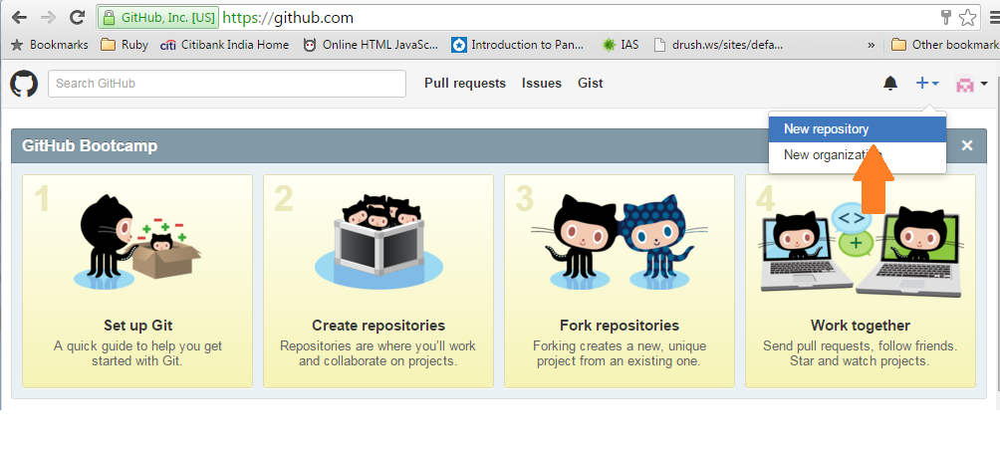 GitHub, Inc. [US] https://github.com
Bookmarks Ruby citi Citibank India Home Online HTML JavaSc... Introduction to Pan... IAS drush.ws/sites/defa... » Other bookmark
Search GitHub Pull requests Issues Gist
New repository
GitHub Bootcamp
New
1 2 3 4
Set up Git
A quick guide to help you get
started with Git.
Create repositories
Repositories are where you'll work
and collaborate on projects.
Fork repositories
Forking creates a new, unique
project from an existing one.
Work together
Send pull requests, follow friends.
Star and watch projects.